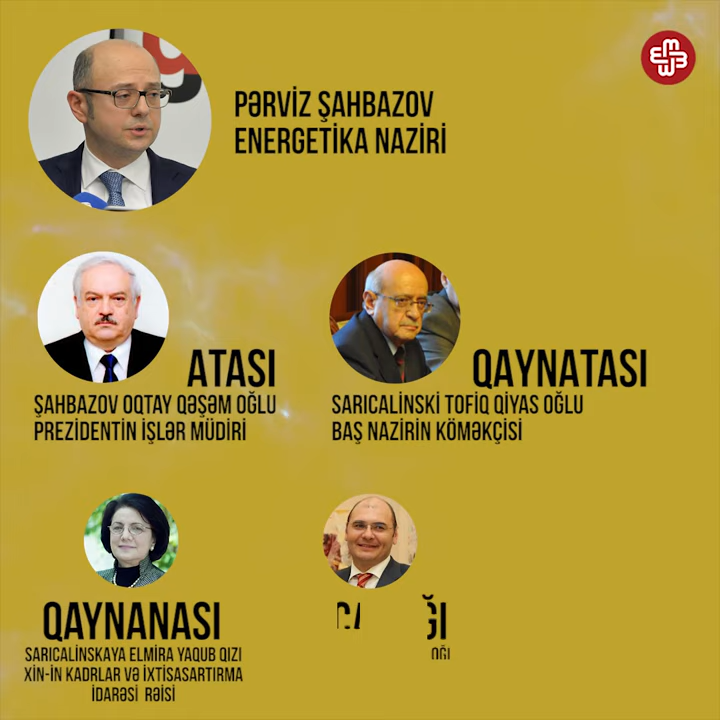 PƏRVİZ ŞAHBAZOV
ENERGETİKA NAZİRİ
ATASI
ŞAHBAZOV OQTAY QƏŞƏM OĞLU
PREZİDENTİN İŞLƏR MÜDİRİ
QAYNATASI
SARICALİNSKİ TOFİQ QİYAS OĞLU
BAŞ NAZİRİN KÖMƏKÇİSİ
QAYNANASI
SARICALİNSKAYA ELMİRA YAQUB QIZI
XİN-İN KADRLAR VƏ İXTİSASARTIRMA
İDARƏSİ RƏİSİ